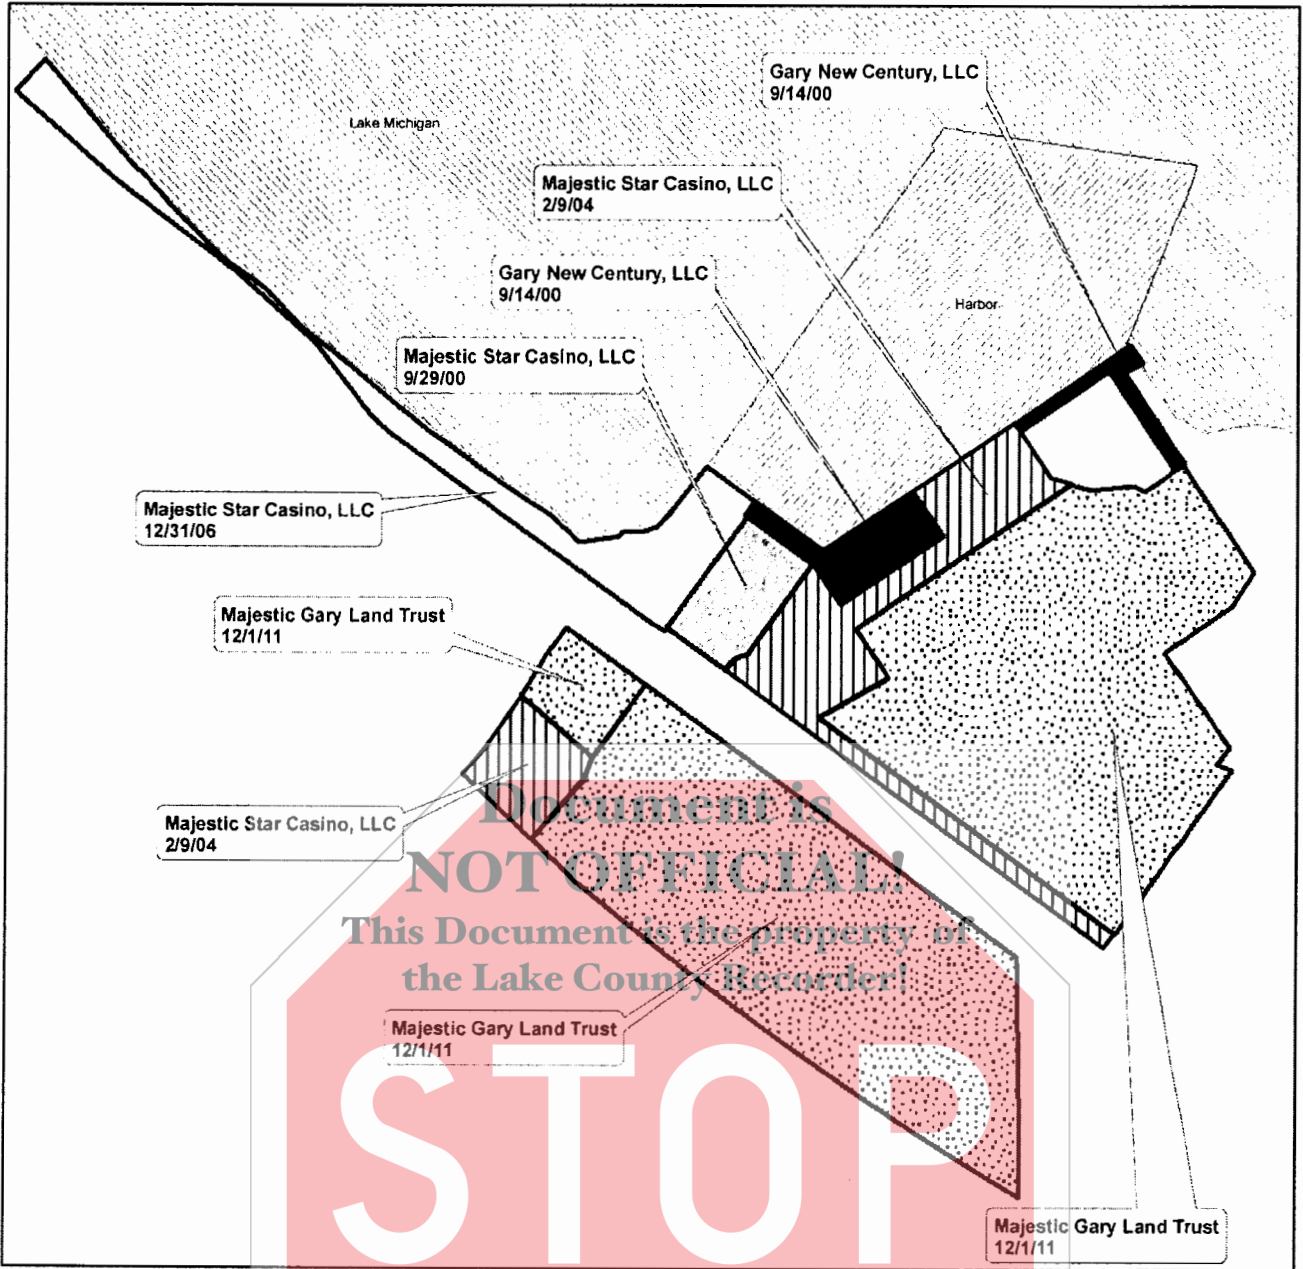 Gary New Century, LLC
9/14/00
Lake Michigan
Majestic Star Casino, LLC
2/9/04
Gary New Century, LLC
9/14/00
Harbor
Majestic Star Casino, LLC
9/29/00
Majestic Star Casino, LLC
12/31/06
Majestic Gary Land Trust
12/1/11
Majestic Star Casino, LLC
2/9/04
Document is
NOT OFFICIAL!
This Document is the property of
the Lake County Recorder!
Majestic Gary Land Trust
12/1/11
STOP
Majestic Gary Land Trust
12/1/11